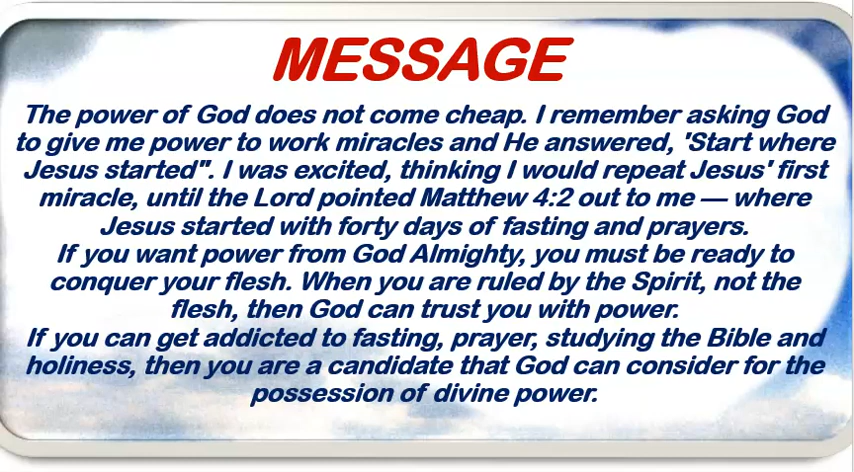 MESSAGE
The power of God does not come cheap. I remember asking God
to give me power to work miracles and He answered, 'Start where
Jesus started". I was excited, thinking I would repeat Jesus' first
miracle, until the Lord pointed Matthew 4:2 out to me — where
Jesus started with forty days of fasting and prayers.
If you want power from God Almighty, you must be ready to
conquer your flesh. When you are ruled by the Spirit, not the
flesh, then God can trust you with power.
If you can get addicted to fasting, prayer, studying the Bible and
holiness, then you are a candidate that God can consider for the
possession of divine power.